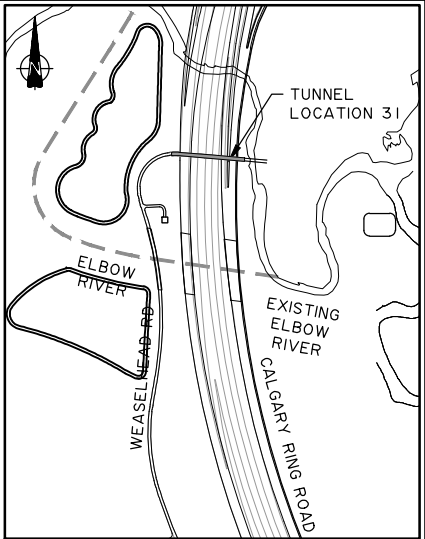 N
TUNNEL
LOCATION 31
ELBOW
RIVER
WEASELHEAD RD
EXISTING
ELBOW
RIVER
CALGARY RING ROAD